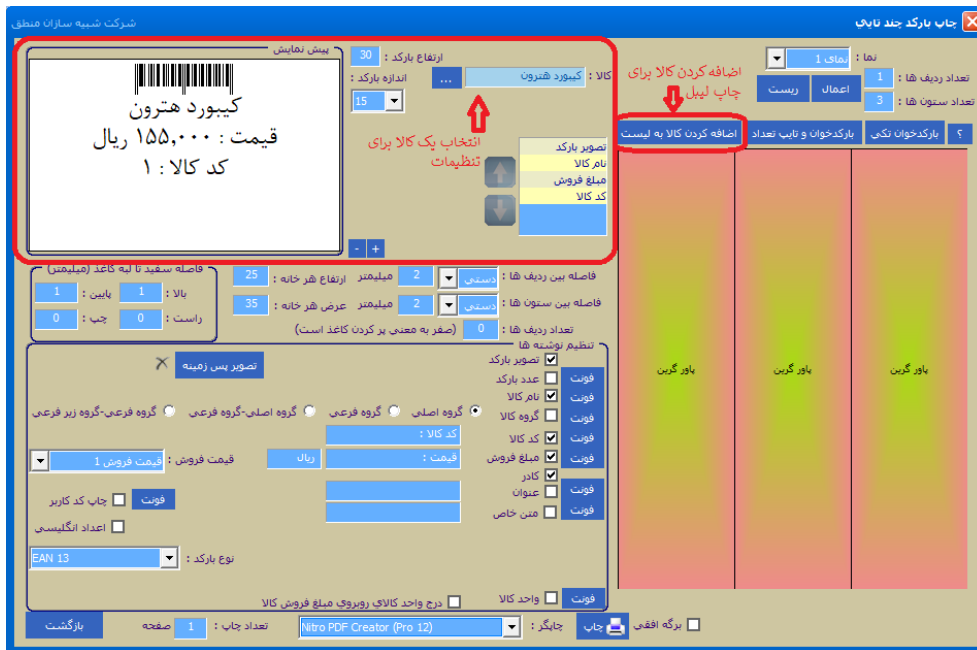 چاپ بارکد چند تایی
شرکت شبیه سازان منطق
نما : نمای 1
تعداد ردیف ها : 1
تعداد ستون ها : 3
اعمال
ریست
اضافه کردن کالا برای
چاپ لیبل
؟
بارکدخوان تکی
بارکدخوان و تایپ تعداد
اضافه کردن کالا به لیست
پاور گرین
پاور گرین
پاور گرین
ارتفاع بارکد : 30
کالا : کیبورد هترون ...
اندازه بارکد :
15
انتخاب یک کالا برای
تنظیمات
تصویر بارکد
نام کالا
مبلغ فروش
کد کالا
+ -
پیش نمایش
کیبورد هترون
قیمت : ۱۵۵,۰۰۰ ریال
کد کالا : ۱
فاصله بین ردیف ها : دستی 2 میلیمتر
ارتفاع هر خانه : 25
فاصله بین ستون ها : دستی 2 میلیمتر
عرض هر خانه : 35
تعداد ردیف ها : 0 (صفر به معنی پر کردن کاغذ است)
فاصله سفید تا لبه کاغذ (میلیمتر)
بالا : 1 پایین : 1
راست : 0 چپ : 0
تنظیم نوشته ها
تصویر بارکد
تصویر پس زمینه
فونت عدد بارکد
فونت نام کالا
فونت گروه کالا
گروه اصلی گروه فرعی گروه اصلی-گروه فرعی گروه فرعی-گروه زیر فرعی
فونت کد کالا کد کالا :
فونت مبلغ فروش قیمت : ریال
قیمت فروش : قیمت فروش 1
کادر
فونت عنوان
فونت چاپ کد کاربر
فونت متن خاص
اعداد انگلیسی
نوع بارکد : EAN 13
فونت واحد کالا
درج واحد کالای روبروی مبلغ فروش کالا
برگه افقی
چاپ
چاپگر : Nitro PDF Creator (Pro 12)
تعداد چاپ : 1 صفحه
بازگشت